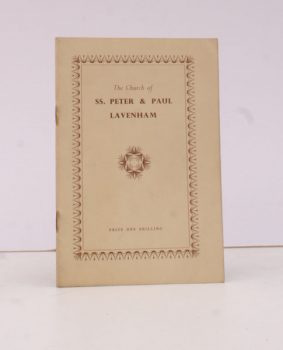 The Church of
SS. PETER & PAUL
LAVENHAM
PRICE ONE SHILLING